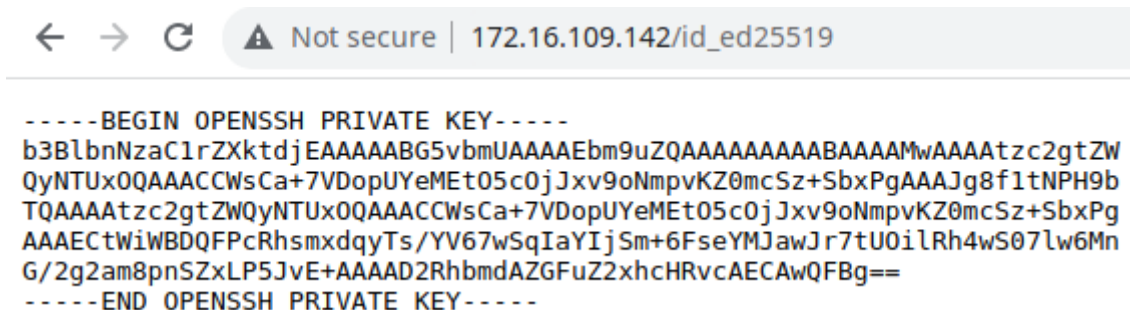 Not secure | 172.16.109.142/id_ed25519
-----BEGIN OPENSSH PRIVATE KEY-----
b3BlbnNzaC1rZXktdjEAAAAABG5vbmUAAAAEbm9uZQAAAAAAAAABAAAAMwAAAAtzc2gtZW
QyNTUxOQAAACCWsCa+7VDopUYeMEtO5cOjJxv9oNmpvKZ0mcSz+SbxPgAAAJg8f1tNPH9b
TQAAAAtzc2gtZWQyNTUxOQAAACCWsCa+7VDopUYeMEtO5cOjJxv9oNmpvKZ0mcSz+SbxPg
AAAECtWiWBDQFPcRhsmxdqyTs/YV67wSqIaYIjSm+6FseYMJawJr7tUOilRh4wS07lw6Mn
G/2g2am8pnSZxLP5JvE+AAAAD2RhbmdAZGFuZ2xhcHRvcAECAwQFBg==
-----END OPENSSH PRIVATE KEY-----